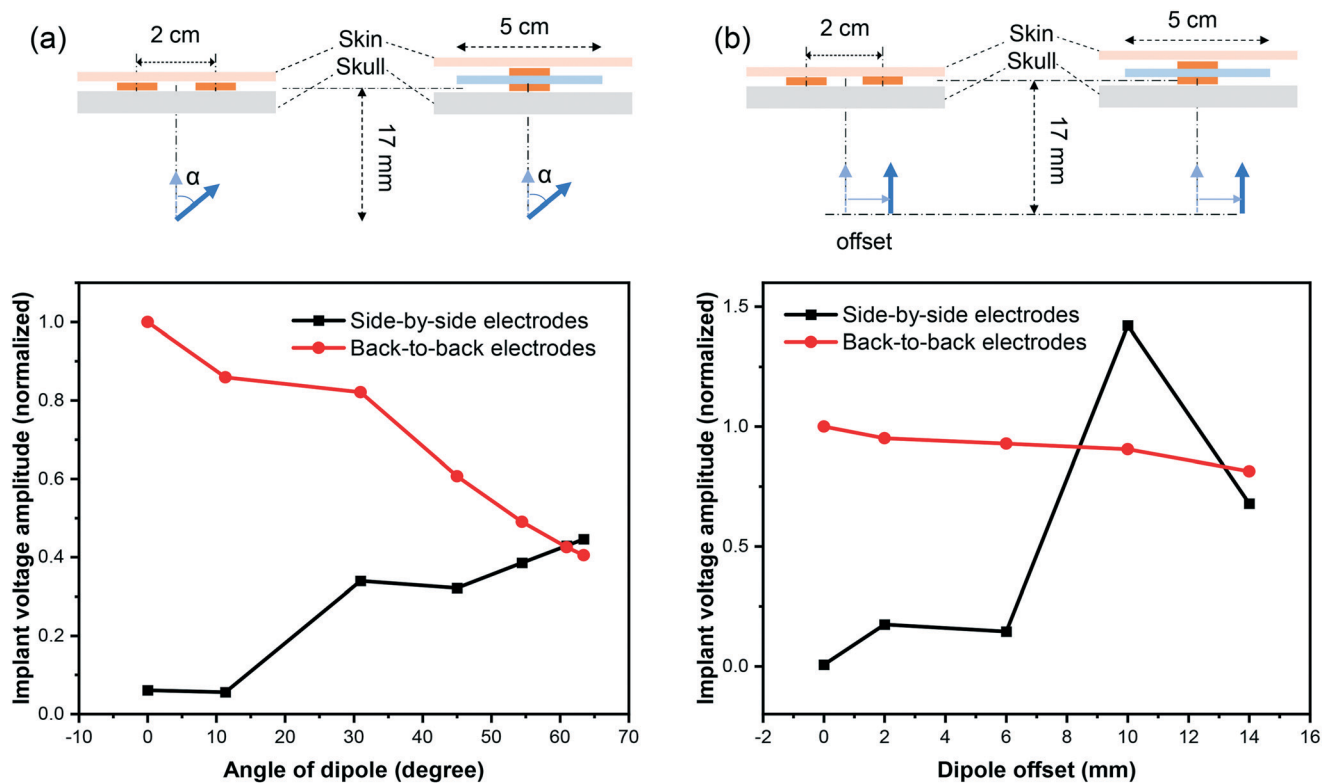 (a)
2 cm
Skin
Skull
5 cm
17 mm
α
α
Implant voltage amplitude (normalized)
1.0
0.8
0.6
0.4
0.2
0.0
Side-by-side electrodes
Back-to-back electrodes
-10 0 10 20 30 40 50 60 70
Angle of dipole (degree)
(b)
2 cm
Skin
Skull
5 cm
17 mm
offset
Implant voltage amplitude (normalized)
1.5
1.0
0.5
0.0
Side-by-side electrodes
Back-to-back electrodes
-2 0 2 4 6 8 10 12 14 16
Dipole offset (mm)